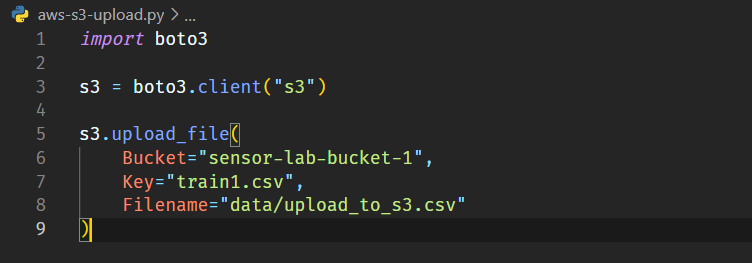 aws-s3-upload.py > ...
1 import boto3
2
3 s3 = boto3.client("s3")
4
5 s3.upload_file(
6     Bucket="sensor-lab-bucket-1",
7     Key="train1.csv",
8     Filename="data/upload_to_s3.csv"
9 )